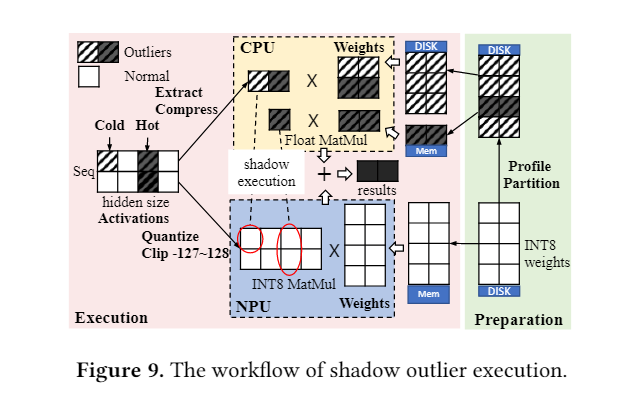 CPU
Weights
DISK
DISK
Outliers
Normal
Extract
Compress
X
Cold
Hot
X
Float MatMul
Mem
Seq
shadow
execution
+
results
Profile
Partition
hidden size
Activations
Quantize
Clip -127~128
X
INT8
weights
INT8 MatMul
Mem
DISK
NPU
Weights
Execution
Preparation
Figure 9. The workflow of shadow outlier execution.